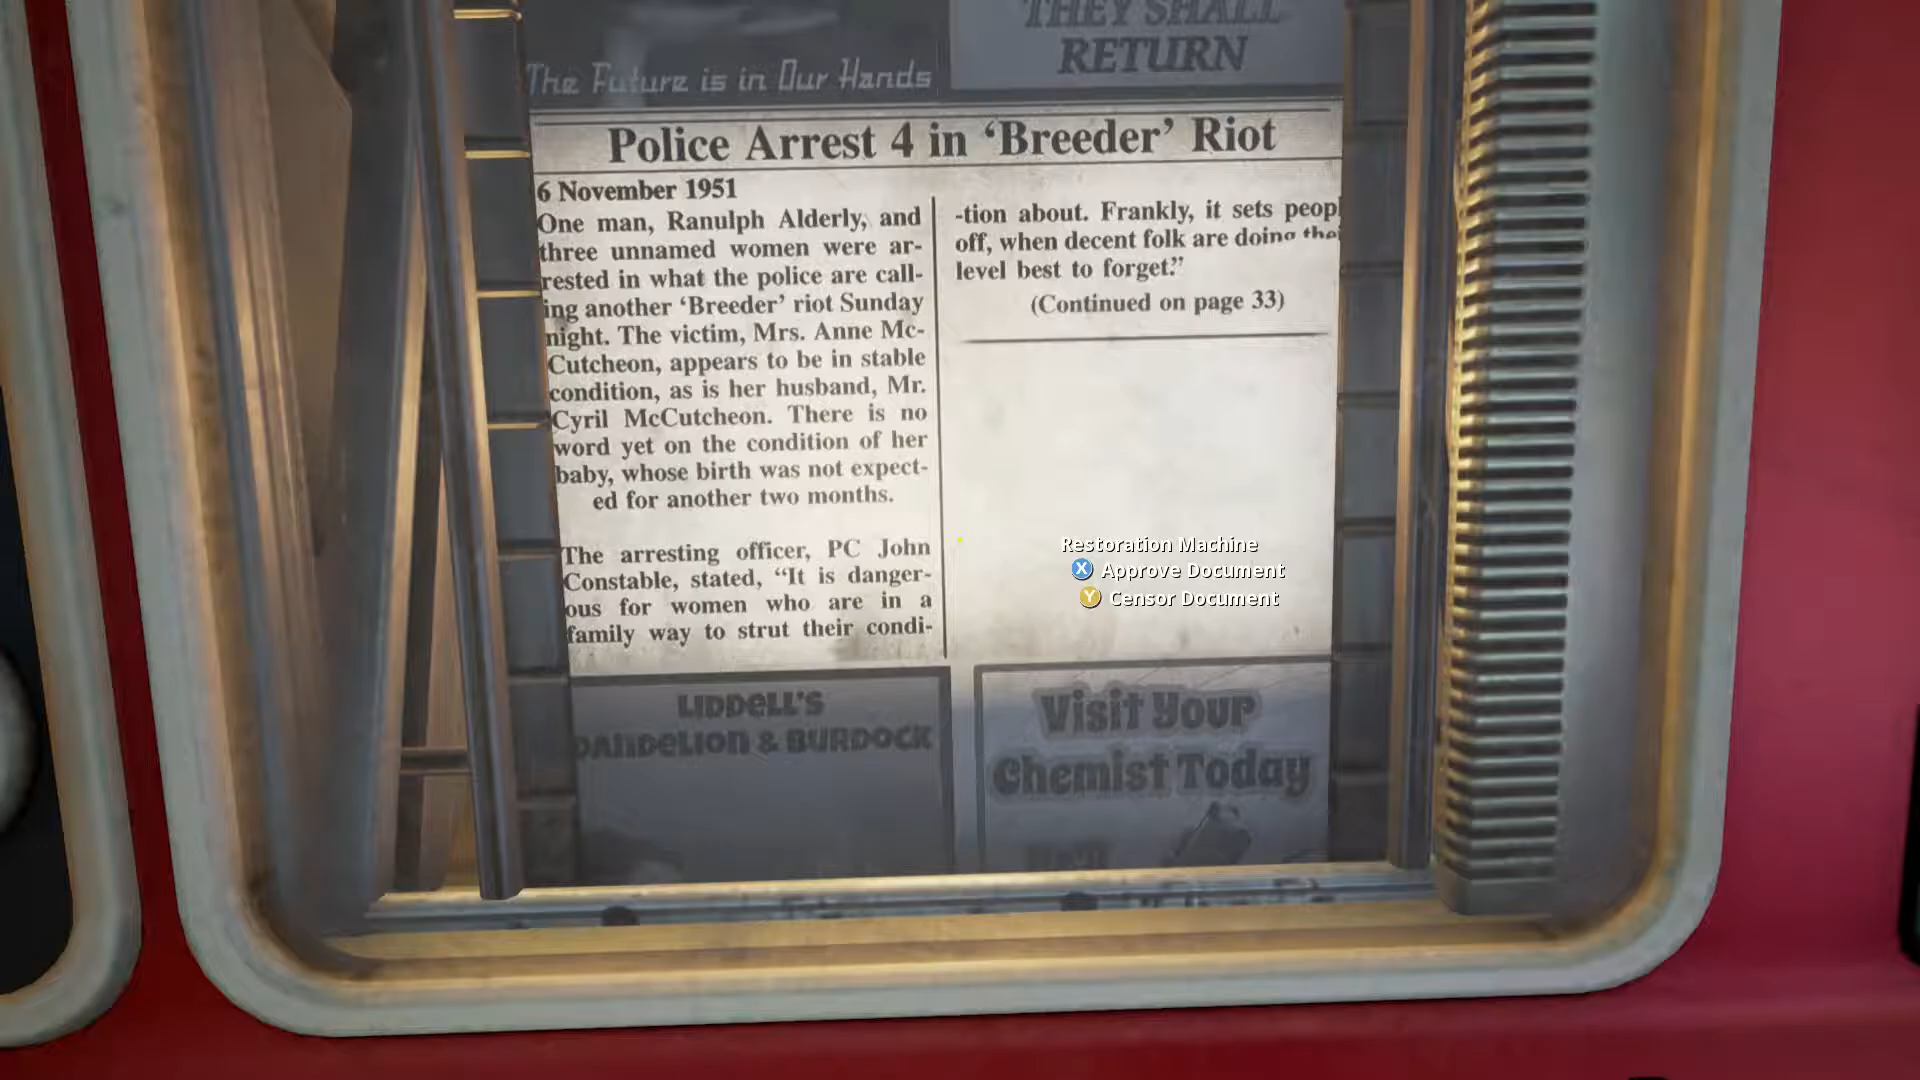 THEY SHALL
RETURN
The Future is in Our Hands
Police Arrest 4 in ‘Breeder’ Riot
6 November 1951
One man, Ranulph Alderly, and
three unnamed women were ar-
rested in what the police are call-
ing another ‘Breeder’ riot Sunday
night. The victim, Mrs. Anne Mc-
Cutcheon, appears to be in stable
condition, as is her husband, Mr.
Cyril McCutcheon. There is no
word yet on the condition of her
baby, whose birth was not expect-
ed for another two months.
The arresting officer, PC John
Constable, stated, “It is danger-
ous for women who are in a
family way to strut their condi-
-tion about. Frankly, it sets peopl
off, when decent folk are doing thei
level best to forget.”
(Continued on page 33)
Restoration Machine
X Approve Document
Y Censor Document
LIDDELL'S
DANDELION & BURDOCK
Visit Your
Chemist Today